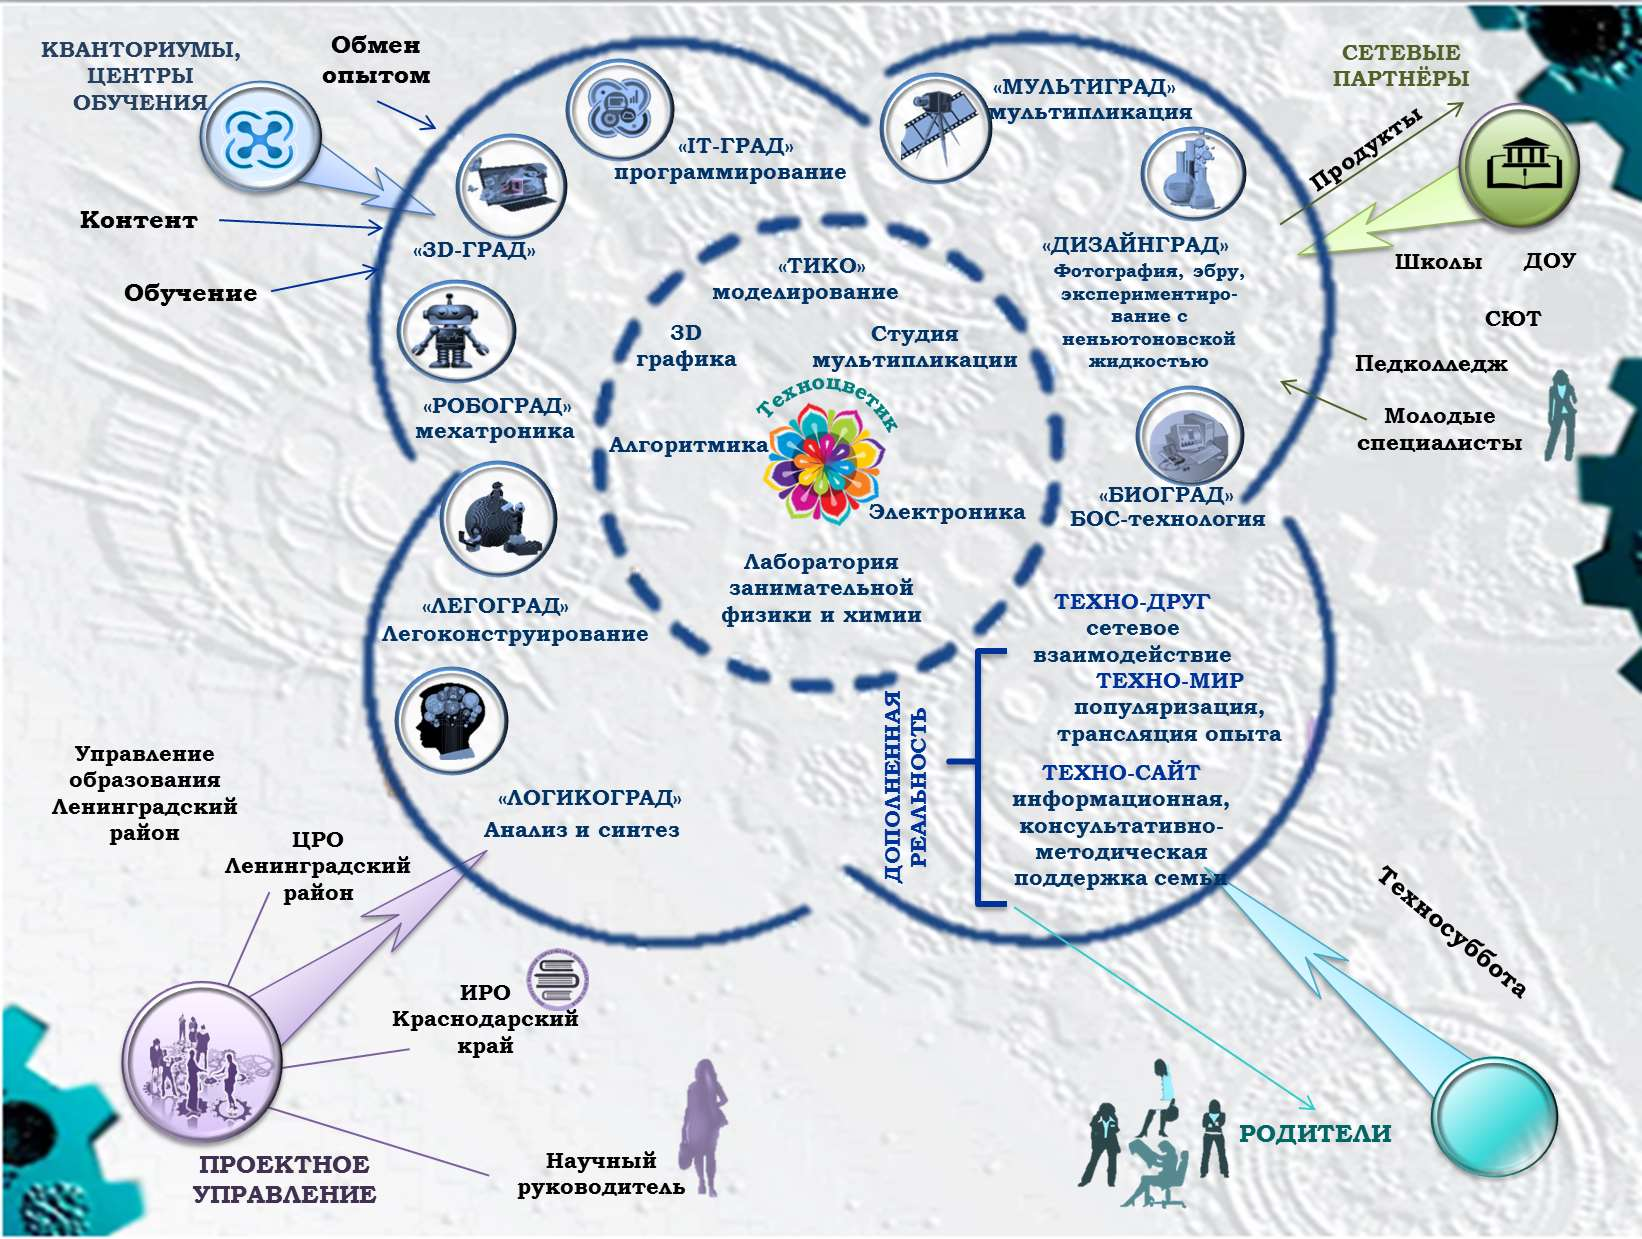 КВАНТОРИУМЫ,
ЦЕНТРЫ
ОБУЧЕНИЯ
Обмен
опытом
Контент
Обучение
«3D-ГРАД»
«IT-ГРАД»
программирование
«МУЛЬТИГРАД»
мультипликация
«ДИЗАЙНГРАД»
Фотография, эбру,
экспериментиро-
вание с
неньютоновской
жидкостью
СЕТЕВЫЕ
ПАРТНЁРЫ
Продукты
Школы
ДОУ
СЮТ
Педколледж
Молодые
специалисты
«РОБОГРАД»
мехатроника
«ТИКО»
моделирование
3D
графика
Студия
мультипликации
Техноцветик
Алгоритмика
Электроника
Лаборатория
занимательной
физики и химии
«БИОГРАД»
БОС-технология
«ЛЕГОГРАД»
Легоконструирование
«ЛОГИКОГРАД»
Анализ и синтез
ДОПОЛНЕННАЯ
РЕАЛЬНОСТЬ
ТЕХНО-ДРУГ
сетевое
взаимодействие
ТЕХНО-МИР
популяризация,
трансляция опыта
ТЕХНО-САЙТ
информационная,
консультативно-
методическая
поддержка семьи
Управление
образования
Ленинградский
район
ЦРО
Ленинградский
район
ИРО
Краснодарский
край
Научный
руководитель
ПРОЕКТНОЕ
УПРАВЛЕНИЕ
Техносуббота
РОДИТЕЛИ